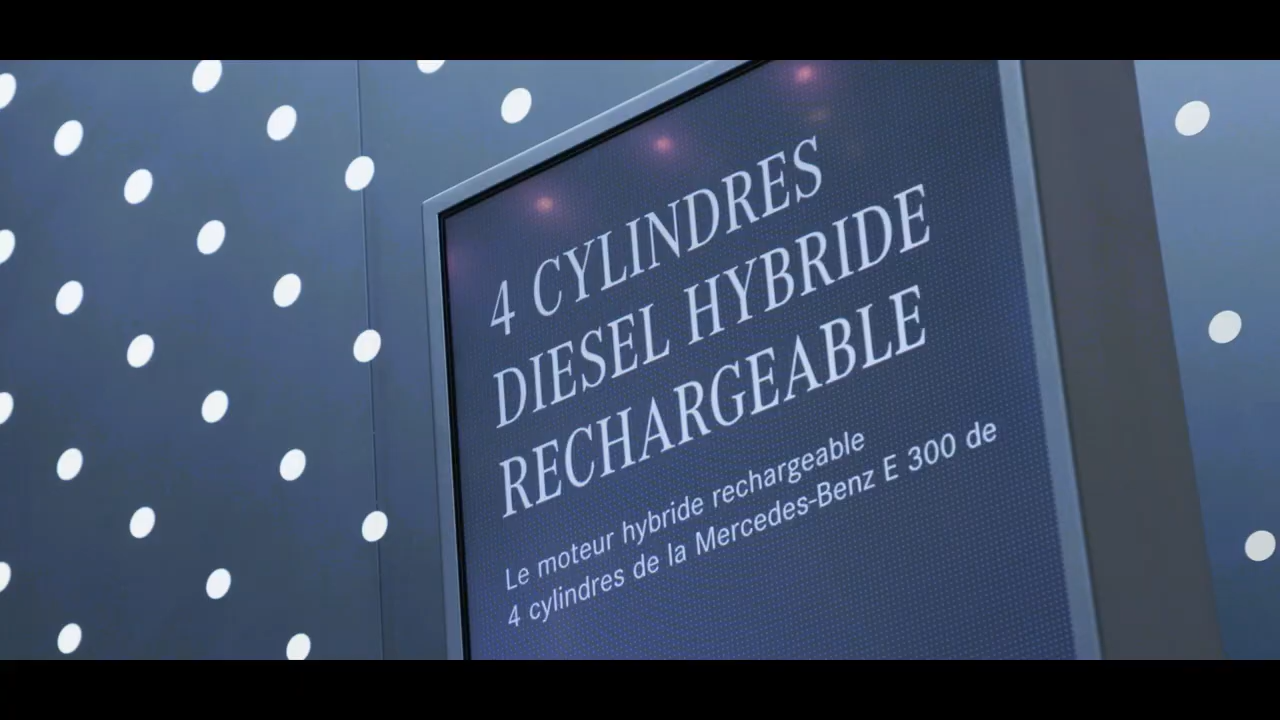 4 CYLINDRES
DIESEL HYBRIDE
RECHARGEABLE
Le moteur hybride rechargeable
4 cylindres de la Mercedes-Benz E 300 de